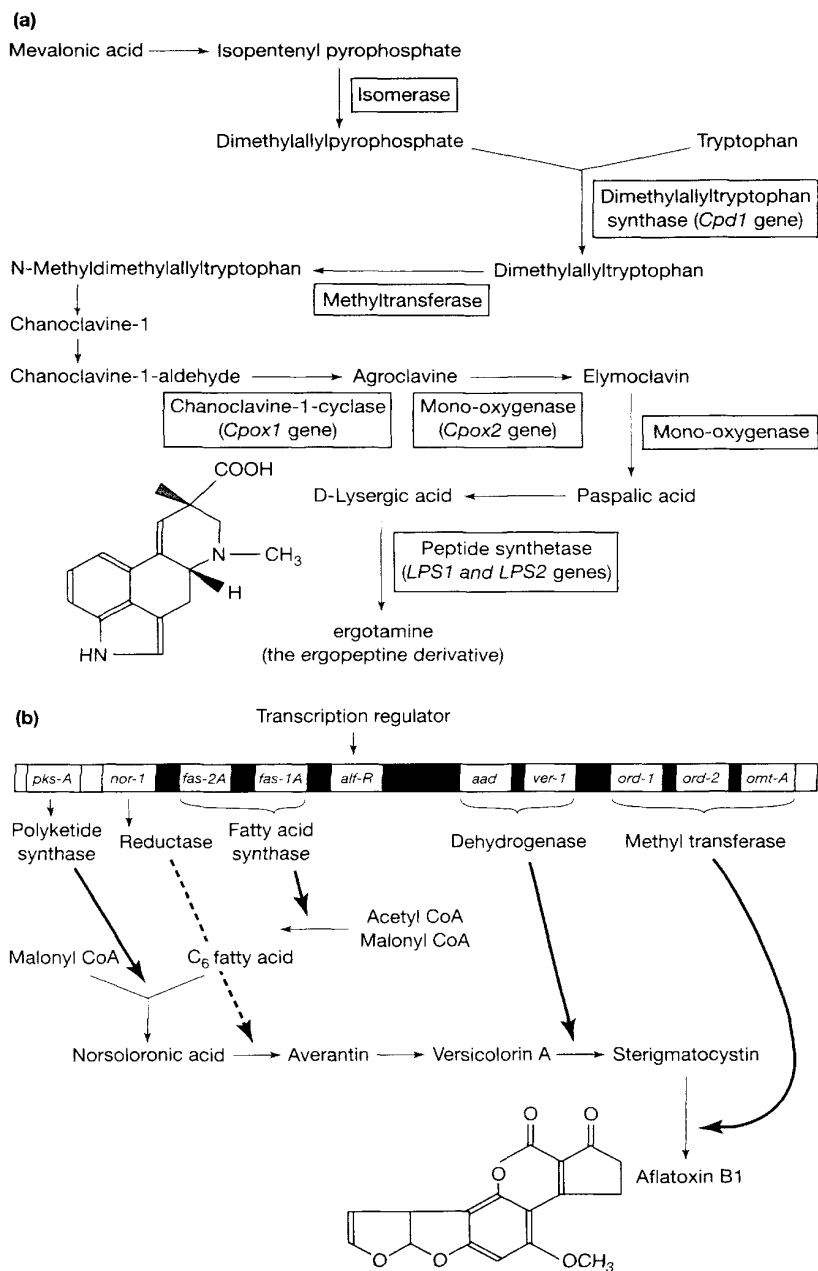 (a)
Mevalonic acid
Isopentenyl pyrophosphate
Isomerase
Dimethylallylpyrophosphate
Tryptophan
Dimethylallyltryptophan
synthase (Cpd1 gene)
N-Methyldimethylallyltryptophan
Dimethylallyltryptophan
Methyltransferase
Chanoclavine-1
Chanoclavine-1-aldehyde
Agroclavine
Elymoclavin
Chanoclavine-1-cyclase
(Cpox1 gene)
Mono-oxygenase
(Cpox2 gene)
Mono-oxygenase
COOH
N
CH3
H
HN
D-Lysergic acid
Paspalic acid
Peptide synthetase
(LPS1 and LPS2 genes)
ergotamine
(the ergopeptine derivative)
(b)
Transcription regulator
pks-A
nor-1
fas-2A
fas-1A
alf-R
aad
ver-1
ord-1
ord-2
omt-A
Polyketide
synthase
Reductase
Fatty acid
synthase
Dehydrogenase
Methyl transferase
Acetyl CoA
Malonyl CoA
Malonyl CoA
C6 fatty acid
Norsoloronic acid
Averantin
Versicolorin A
Sterigmatocystin
O
O
O
Aflatoxin B1
O
O
OCH3